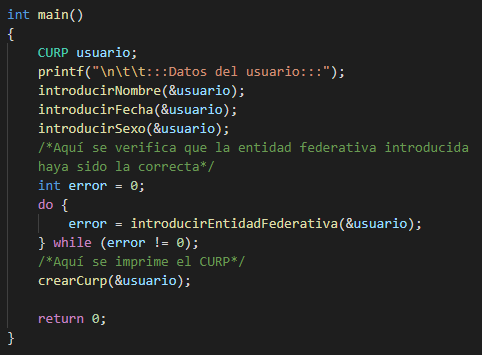 int main()
{
    CURP usuario;
    printf("\n\t\t:::Datos del usuario:::");
    introducirNombre(&usuario);
    introducirFecha(&usuario);
    introducirSexo(&usuario);
    /*Aquí se verifica que la entidad federativa introducida
    haya sido la correcta*/
    int error = 0;
    do {
        error = introducirEntidadFederativa(&usuario);
    } while (error != 0);
    /*Aquí se imprime el CURP*/
    crearCurp(&usuario);

    return 0;
}